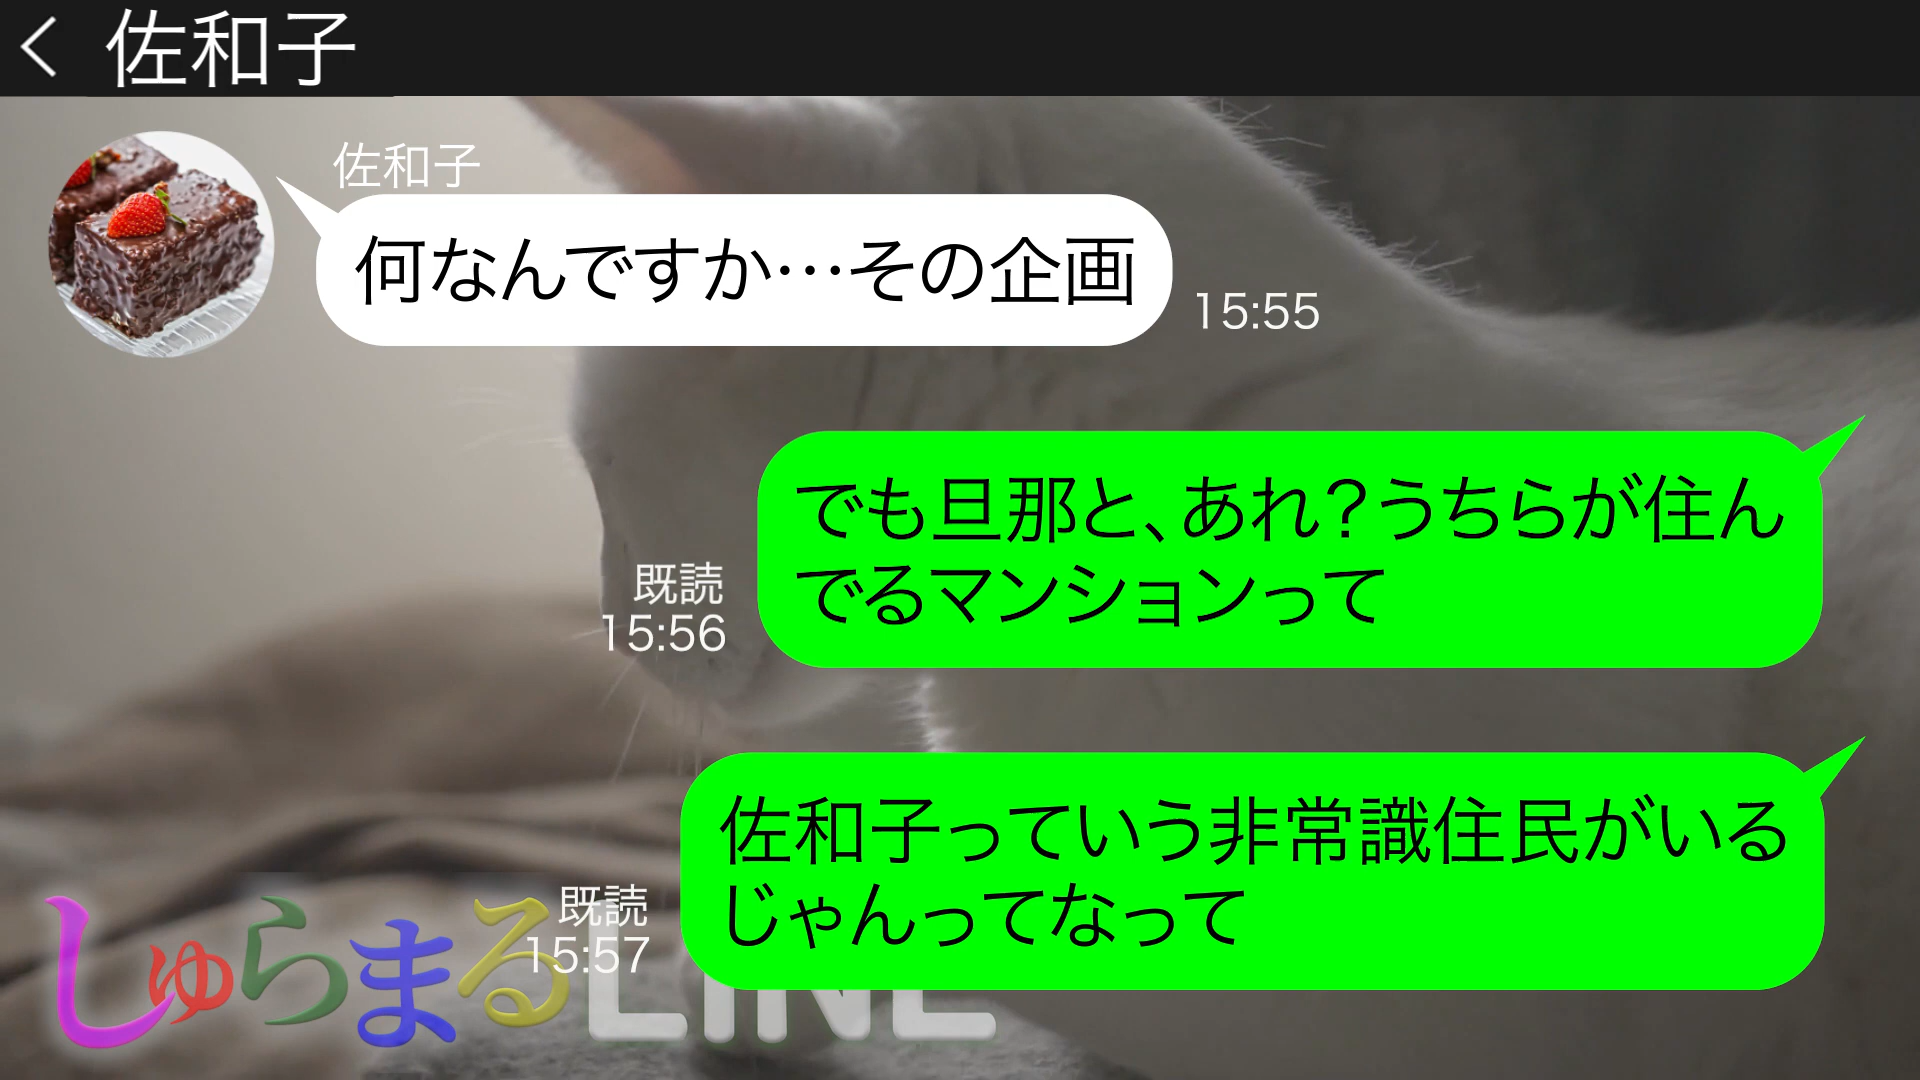 佐和子
佐和子
何なんですか…その企画
15:55
でも旦那と、あれ？うちらが住ん
でるマンションって
既読
15:56
佐和子っていう非常識住民がいる
じゃんってなって
既読
15:57
しゅらまるLINE